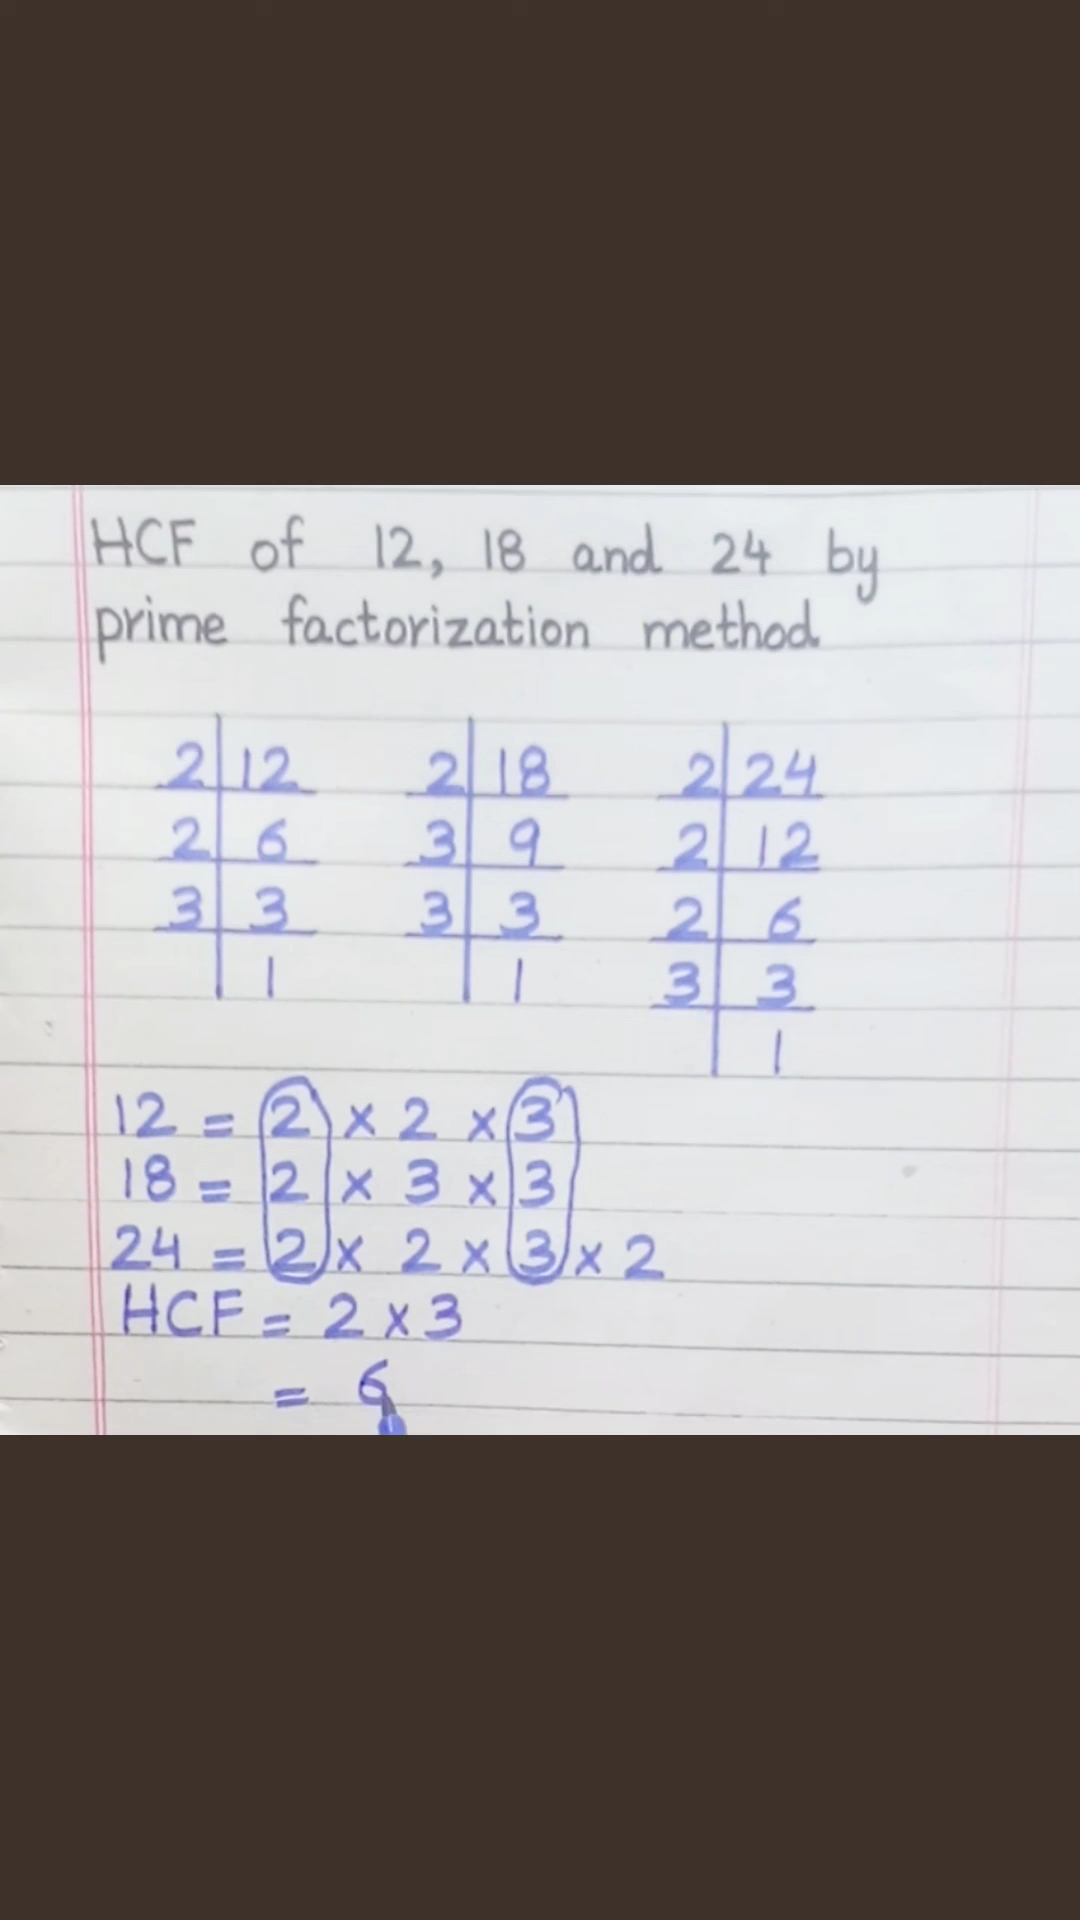 HCF of 12, 18 and 24 by
prime factorization method
2 12
2 6
3 3
1
2 18
3 9
3 3
1
2 24
2 12
2 6
3 3
1
12 = 2 × 2 × 3
18 = 2 × 3 × 3
24 = 2 × 2 × 3 × 2
HCF = 2 × 3
= 6